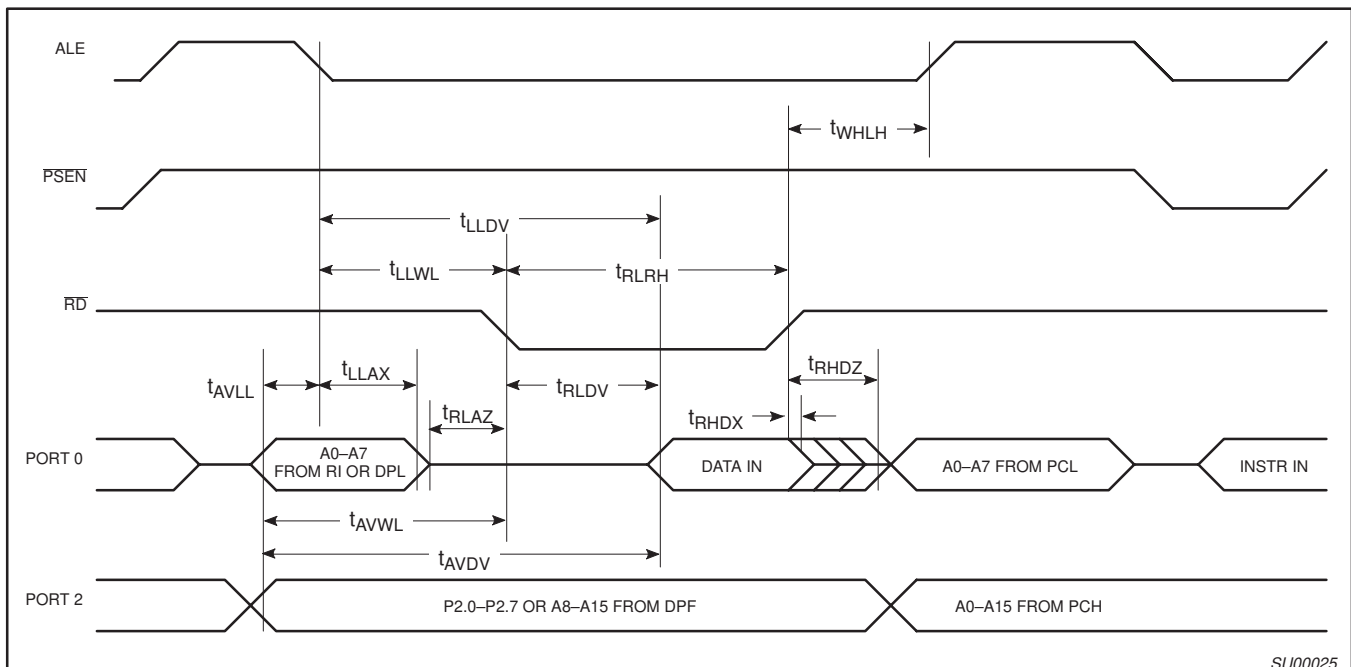 ALE
tWHLH
PSEN
tLLDV
tLLWL
tRLRH
RD
tAVLL
tLLAX
tRLDV
tRHDZ
tRLAZ
tRHDX
PORT 0
A0–A7
FROM RI OR DPL
DATA IN
A0–A7 FROM PCL
INSTR IN
tAVWL
tAVDV
PORT 2
P2.0–P2.7 OR A8–A15 FROM DPF
A0–A15 FROM PCH
SU00025